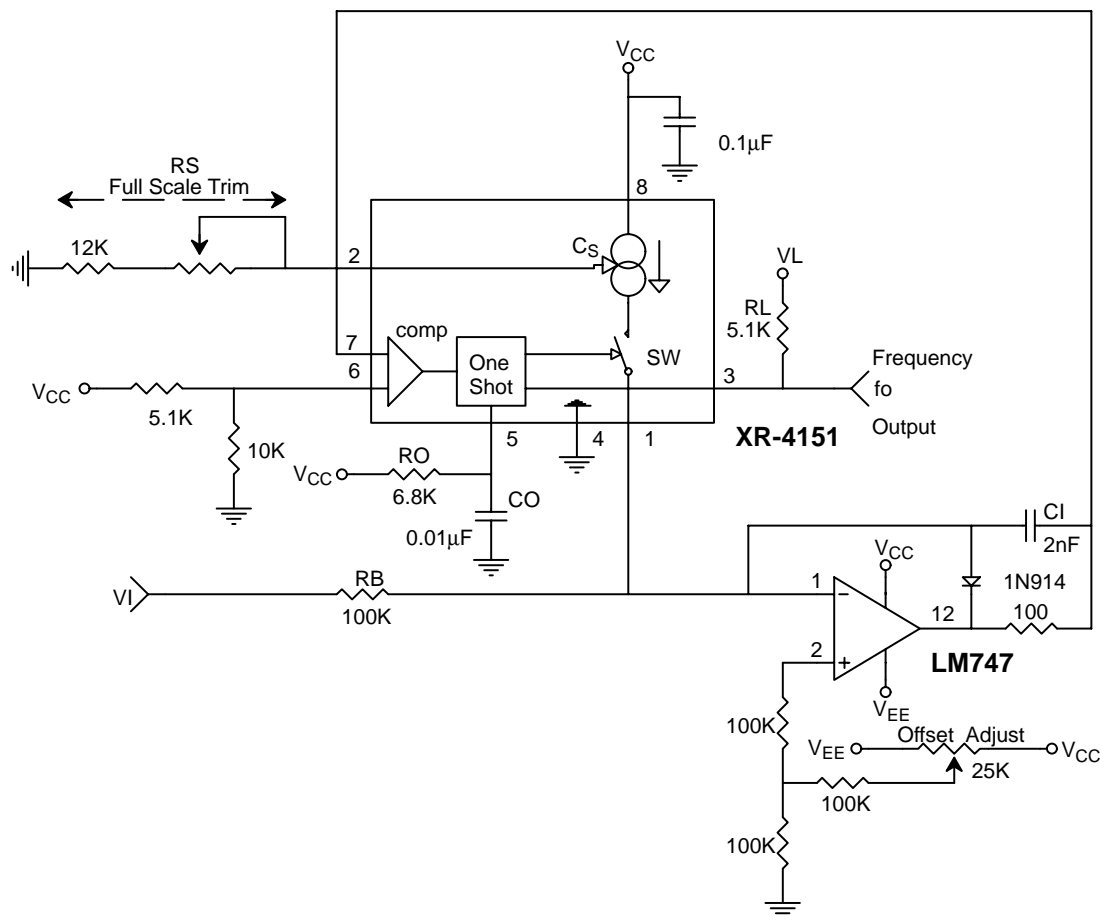 VCC
0.1μF
RS
Full Scale Trim
8
12K
2
CS
VL
RL
5.1K
comp
7
6
One
Shot
SW
3
Frequency
fo
Output
VCC
5.1K
10K
5
4
1
XR-4151
VCC
RO
6.8K
CO
0.01μF
CI
2nF
VCC
1N914
100
VI
RB
100K
1
12
2
LM747
VEE
100K
VEE
Offset Adjust
VCC
25K
100K
100K